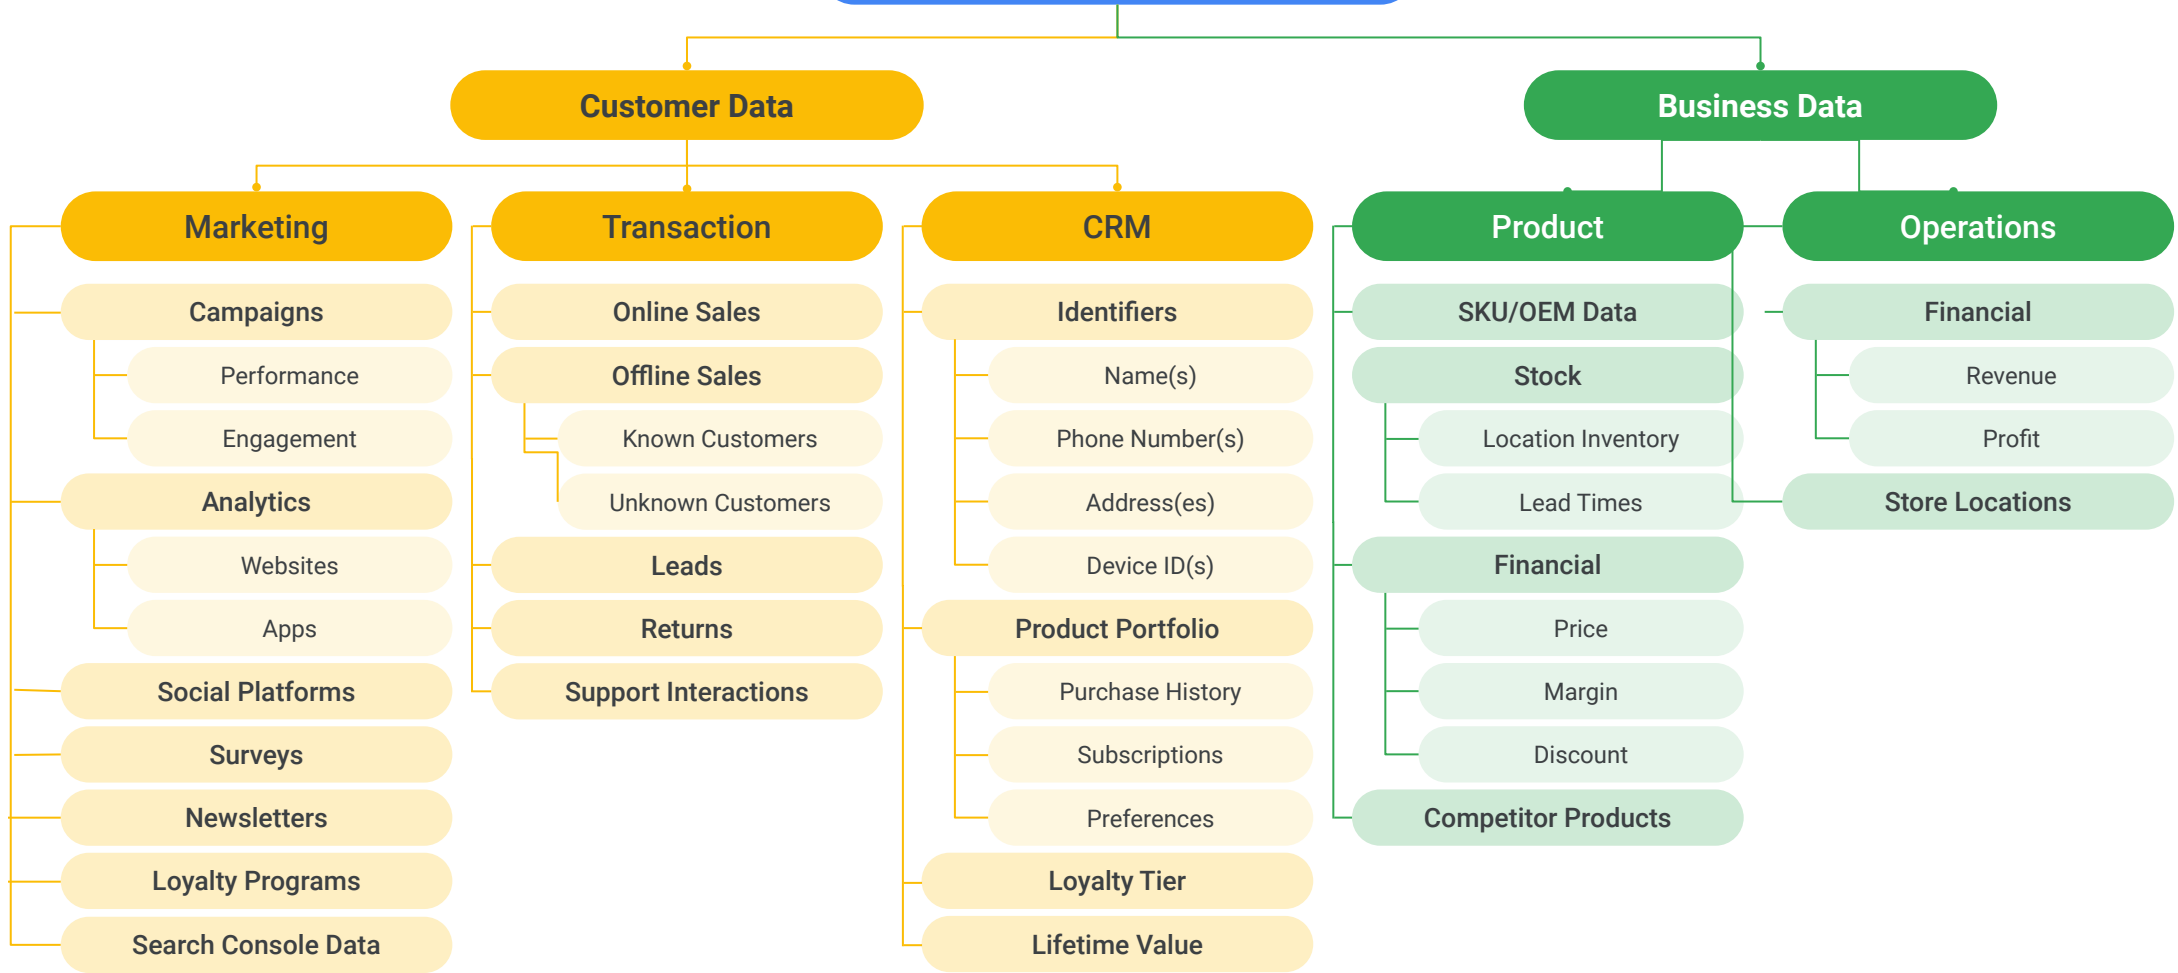 Customer Data
Business Data
Marketing
Transaction
CRM
Product
Operations
Campaigns
Performance
Engagement
Analytics
Websites
Apps
Social Platforms
Surveys
Newsletters
Loyalty Programs
Search Console Data
Online Sales
Offline Sales
Known Customers
Unknown Customers
Leads
Returns
Support Interactions
Identifiers
Name(s)
Phone Number(s)
Address(es)
Device ID(s)
Product Portfolio
Purchase History
Subscriptions
Preferences
Loyalty Tier
Lifetime Value
SKU/OEM Data
Stock
Location Inventory
Lead Times
Financial
Price
Margin
Discount
Competitor Products
Financial
Revenue
Profit
Store Locations